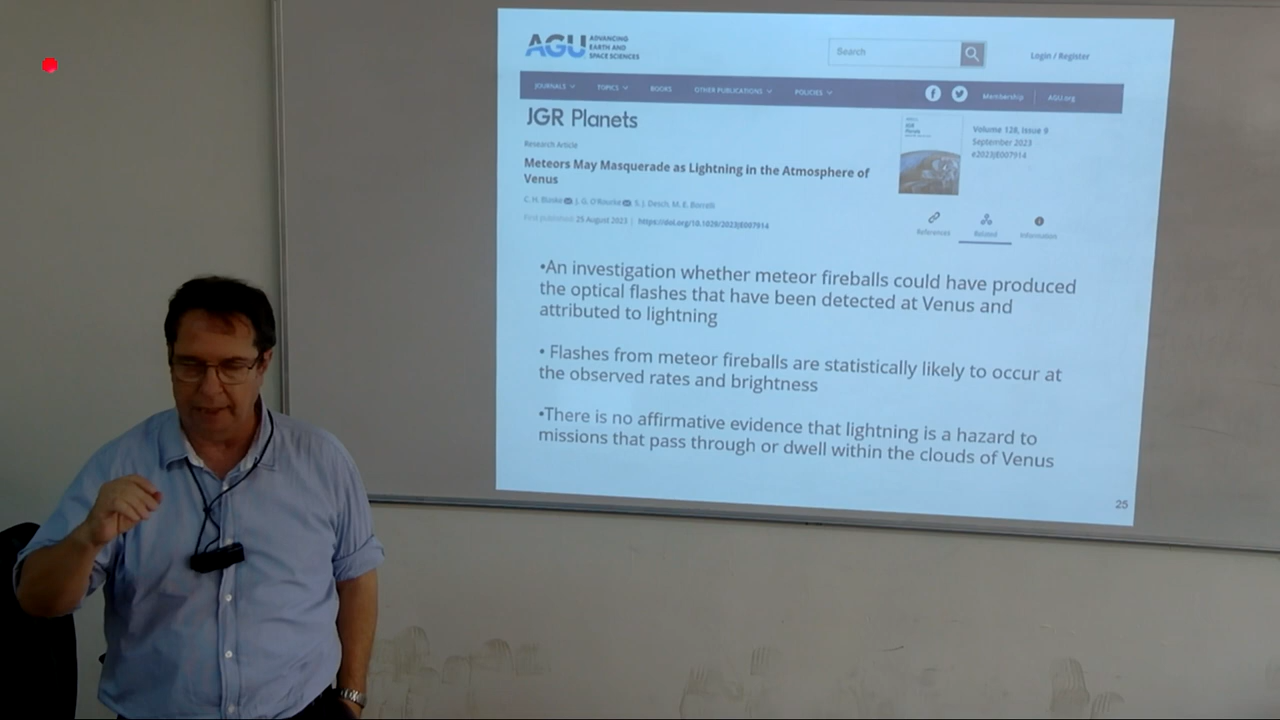 AGU
ADVANCING
EARTH AND
SPACE SCIENCES
Search
Login / Register
JOURNALS
TOPICS
BOOKS
OTHER PUBLICATIONS
POLICIES
Membership
AGU.org
JGR Planets
Volume 128, Issue 9
September 2023
e2023JE007914
Research Article
Meteors May Masquerade as Lightning in the Atmosphere of
Venus
C. H. Blaske J. G. O'Rourke S. J. Desch, M. E. Borrelli
First published: 25 August 2023 | https://doi.org/10.1029/2023JE007914
References
Related
Information
•An investigation whether meteor fireballs could have produced
the optical flashes that have been detected at Venus and
attributed to lightning
• Flashes from meteor fireballs are statistically likely to occur at
the observed rates and brightness
•There is no affirmative evidence that lightning is a hazard to
missions that pass through or dwell within the clouds of Venus
25